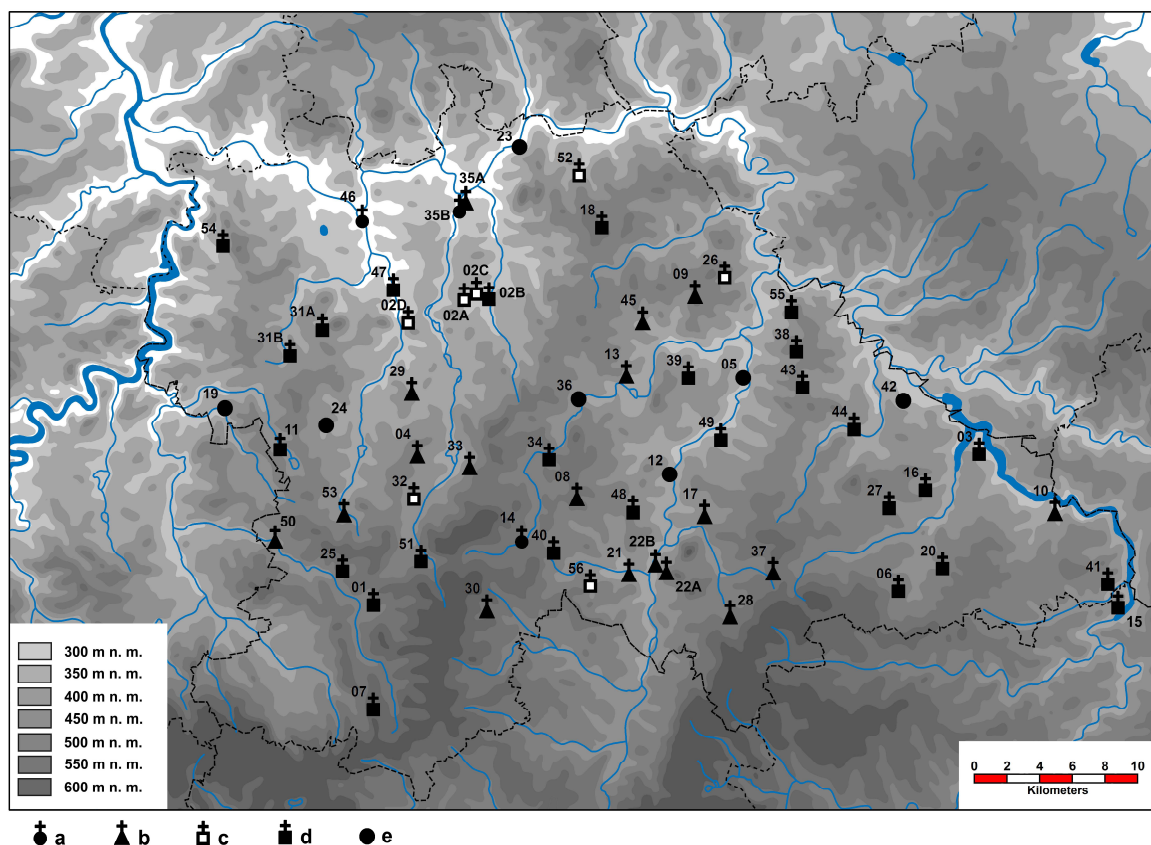 23
52
35A
46
35B
18
54
26
02C
47
09
02B
02D
02A
55
45
31A
38
31B
13
39
05
29
43
36
42
19
24
44
11
49
03
04
34
33
12
16
32
08
27
10
53
48
17
14
50
40
22B
51
25
21
37
20
41
56
22A
06
01
30
28
15
07
300 m n. m.
350 m n. m.
400 m n. m.
450 m n. m.
500 m n. m.
550 m n. m.
600 m n. m.
0 2 4 6 8 10
Kilometers
a b c d e